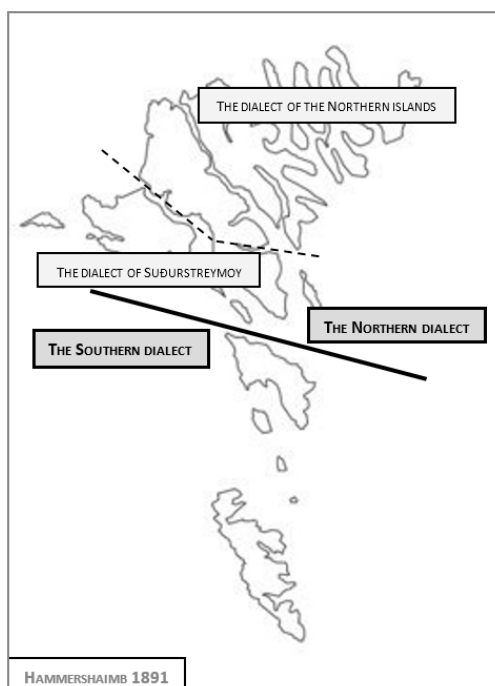 THE DIALECT OF THE NORTHERN ISLANDS
THE DIALECT OF SUÐURSTREYMOY
THE NORTHERN DIALECT
THE SOUTHERN DIALECT
HAMMERSHAIMB 1891